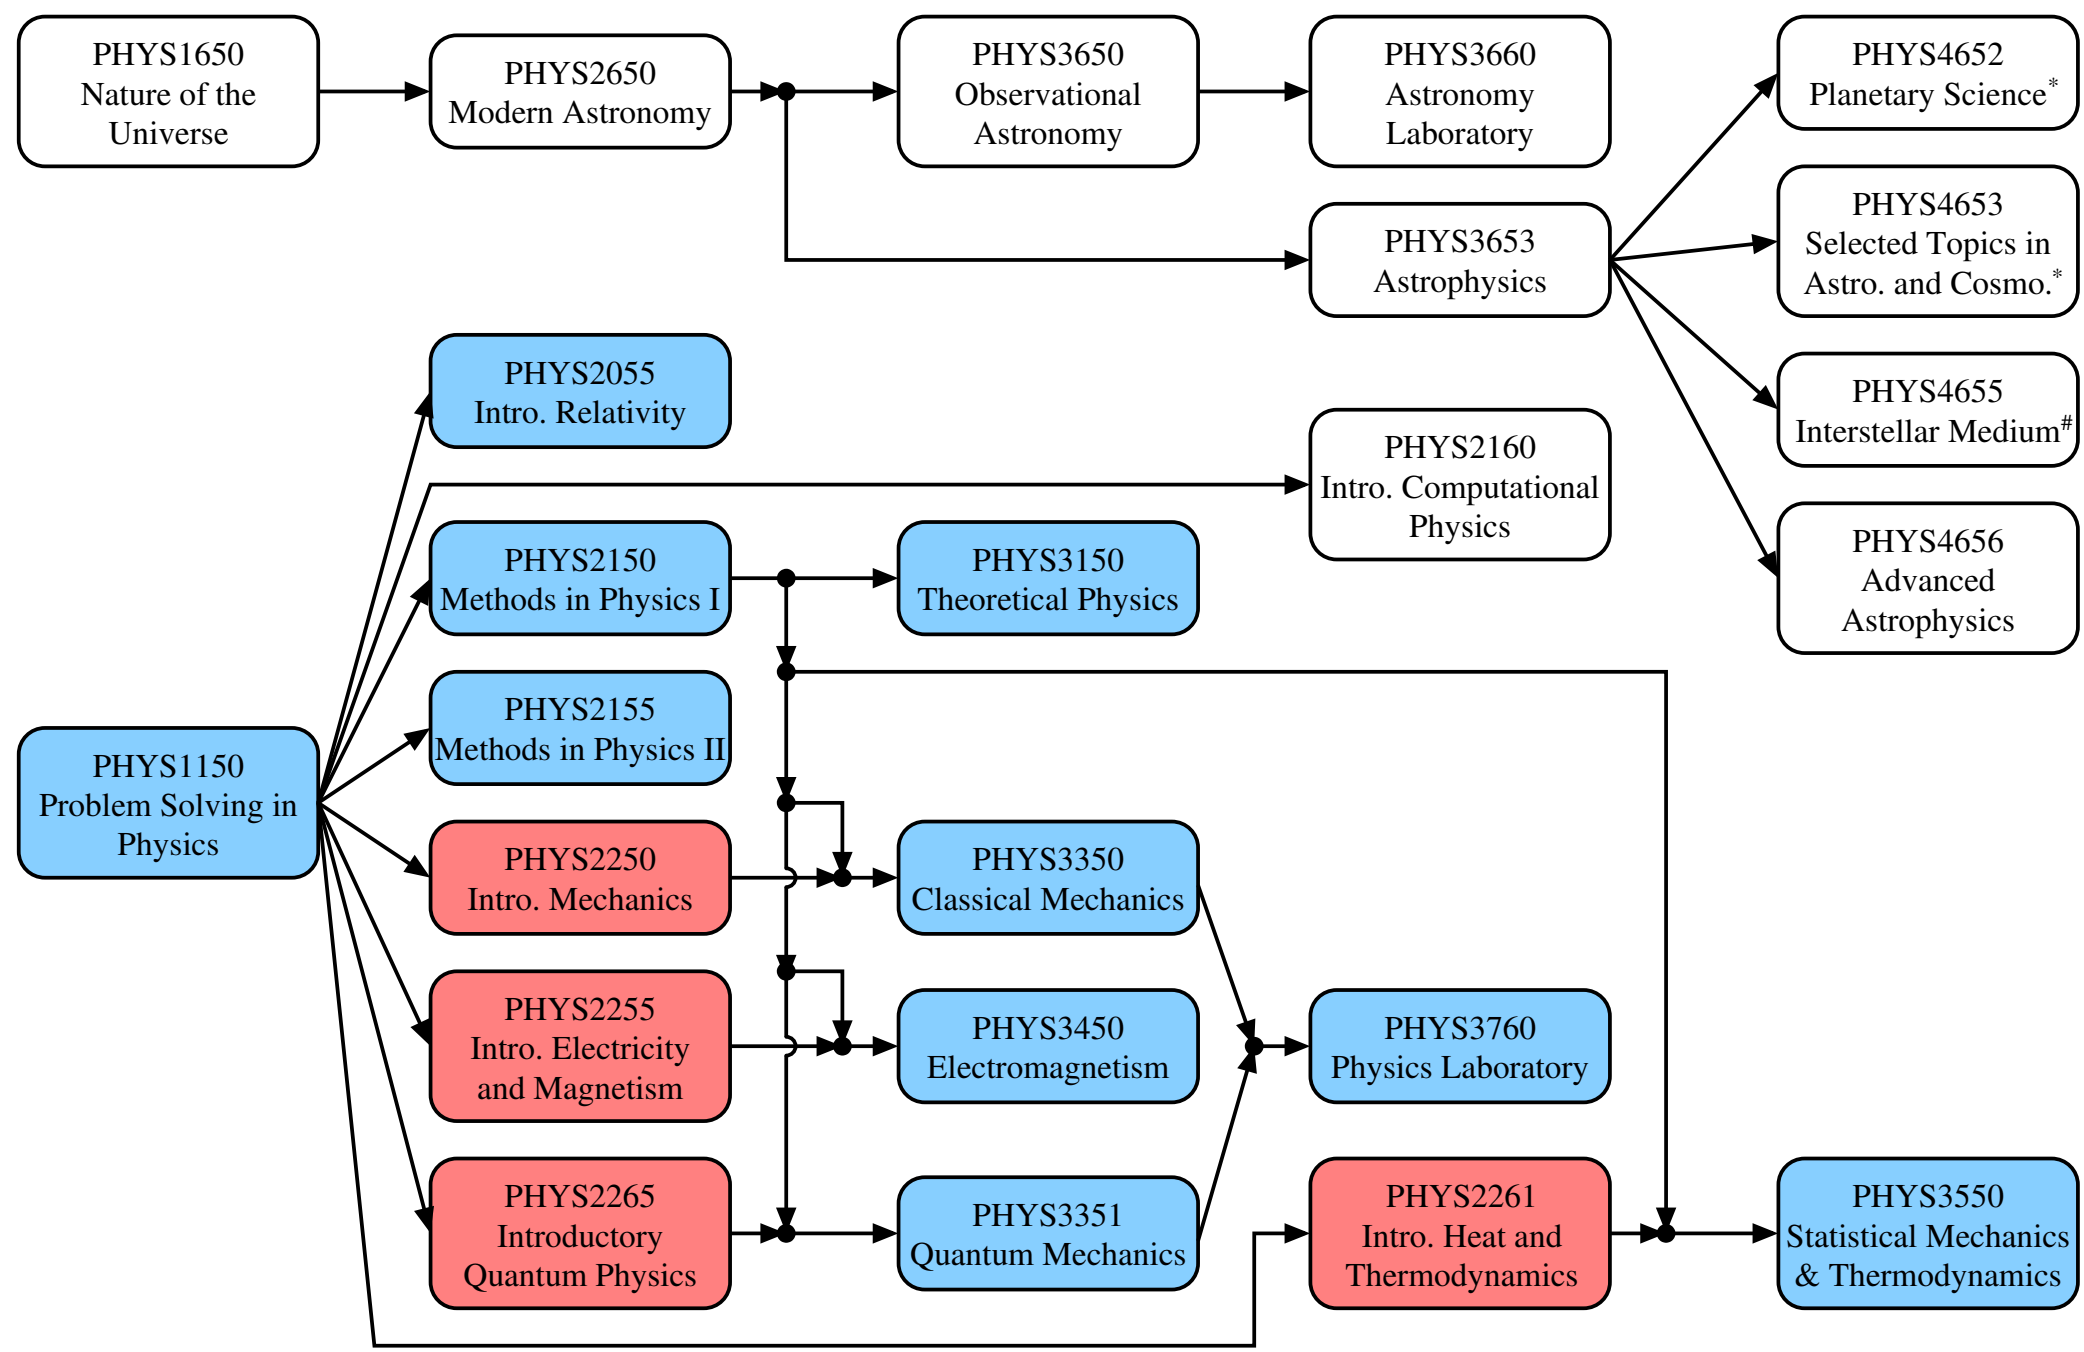 PHYS1650
Nature of the
Universe
PHYS2650
Modern Astronomy
PHYS3650
Observational
Astronomy
PHYS3660
Astronomy
Laboratory
PHYS4652
Planetary Science*
PHYS3653
Astrophysics
PHYS4653
Selected Topics in
Astro. and Cosmo.*
PHYS4655
Interstellar Medium#
PHYS4656
Advanced
Astrophysics
PHYS2055
Intro. Relativity
PHYS2160
Intro. Computational
Physics
PHYS2150
Methods in Physics I
PHYS3150
Theoretical Physics
PHYS2155
Methods in Physics II
PHYS1150
Problem Solving in
Physics
PHYS2250
Intro. Mechanics
PHYS3350
Classical Mechanics
PHYS2255
Intro. Electricity
and Magnetism
PHYS3450
Electromagnetism
PHYS3760
Physics Laboratory
PHYS2265
Introductory
Quantum Physics
PHYS3351
Quantum Mechanics
PHYS2261
Intro. Heat and
Thermodynamics
PHYS3550
Statistical Mechanics
& Thermodynamics